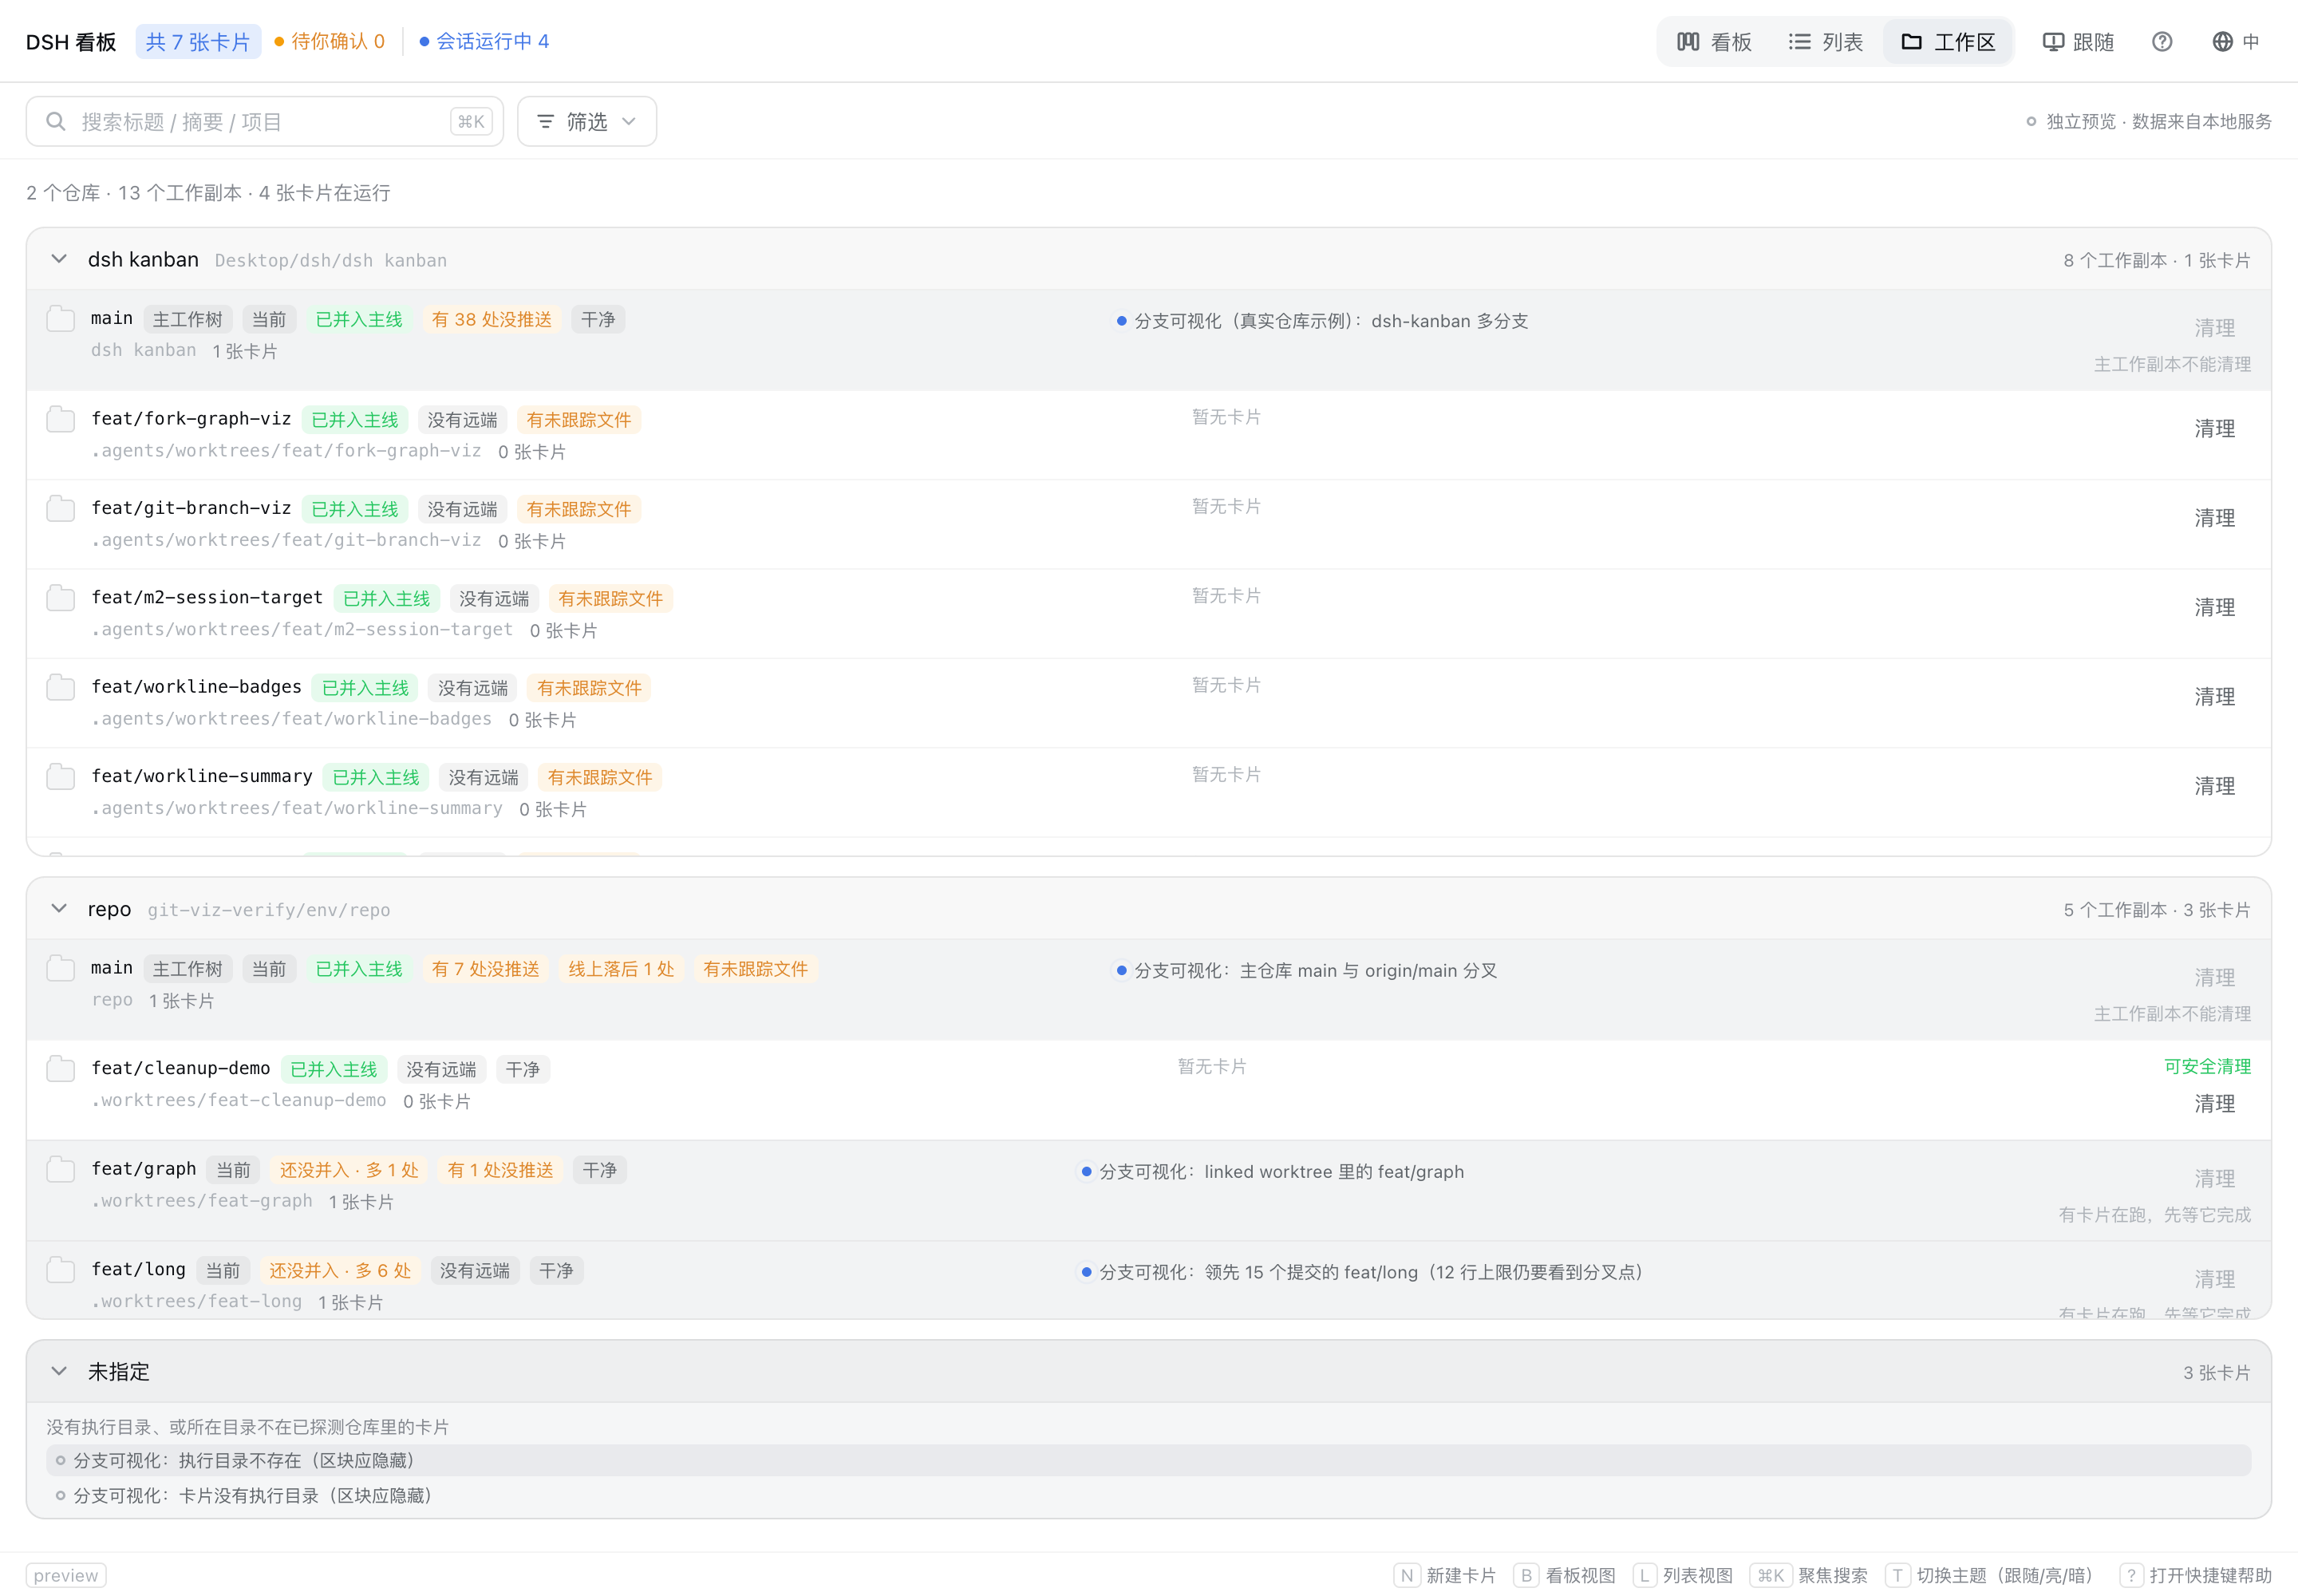 DSH 看板 共 7 张卡片 待你确认 0 会话运行中 4 看板 列表 工作区 跟随 中
搜索标题 / 摘要 / 项目 ⌘K 筛选 独立预览 · 数据来自本地服务
2 个仓库 · 13 个工作副本 · 4 张卡片在运行
dsh kanban Desktop/dsh/dsh kanban 8 个工作副本 · 1 张卡片
main 主工作树 当前 已并入主线 有 38 处没推送 干净 分支可视化（真实仓库示例）：dsh-kanban 多分支 清理
dsh kanban 1 张卡片 主工作副本不能清理
feat/fork-graph-viz 已并入主线 没有远端 有未跟踪文件 暂无卡片 清理
.agents/worktrees/feat/fork-graph-viz 0 张卡片
feat/git-branch-viz 已并入主线 没有远端 有未跟踪文件 暂无卡片 清理
.agents/worktrees/feat/git-branch-viz 0 张卡片
feat/m2-session-target 已并入主线 没有远端 有未跟踪文件 暂无卡片 清理
.agents/worktrees/feat/m2-session-target 0 张卡片
feat/workline-badges 已并入主线 没有远端 有未跟踪文件 暂无卡片 清理
.agents/worktrees/feat/workline-badges 0 张卡片
feat/workline-summary 已并入主线 没有远端 有未跟踪文件 暂无卡片 清理
.agents/worktrees/feat/workline-summary 0 张卡片
repo git-viz-verify/env/repo 5 个工作副本 · 3 张卡片
main 主工作树 当前 已并入主线 有 7 处没推送 线上落后 1 处 有未跟踪文件 分支可视化：主仓库 main 与 origin/main 分叉 清理
repo 1 张卡片 主工作副本不能清理
feat/cleanup-demo 已并入主线 没有远端 干净 暂无卡片 可安全清理
.worktrees/feat-cleanup-demo 0 张卡片 清理
feat/graph 当前 还没并入 · 多 1 处 有 1 处没推送 干净 分支可视化：linked worktree 里的 feat/graph 清理
.worktrees/feat-graph 1 张卡片 有卡片在跑，先等它完成
feat/long 当前 还没并入 · 多 6 处 没有远端 干净 分支可视化：领先 15 个提交的 feat/long（12 行上限仍要看到分叉点） 清理
.worktrees/feat-long 1 张卡片 有卡片在跑，先等它完成
未指定 3 张卡片
没有执行目录、或所在目录不在已探测仓库里的卡片
分支可视化：执行目录不存在（区块应隐藏）
分支可视化：卡片没有执行目录（区块应隐藏）
preview N 新建卡片 B 看板视图 L 列表视图 ⌘K 聚焦搜索 T 切换主题（跟随/亮/暗） ? 打开快捷键帮助